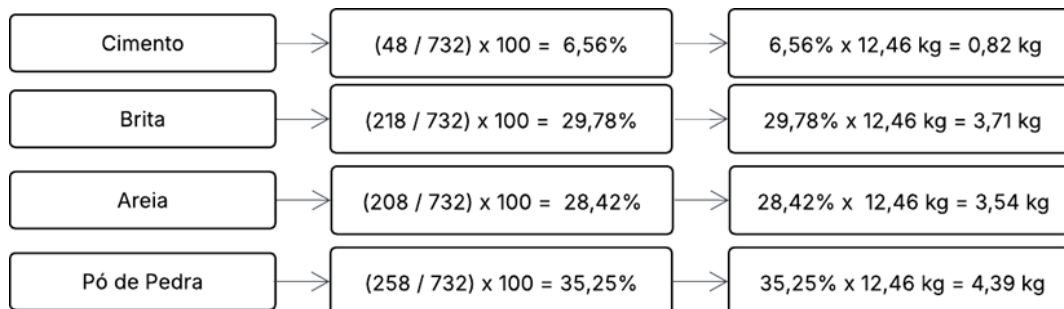 Cimento
(48 / 732) x 100 = 6,56%
6,56% x 12,46 kg = 0,82 kg
Brita
(218 / 732) x 100 = 29,78%
29,78% x 12,46 kg = 3,71 kg
Areia
(208 / 732) x 100 = 28,42%
28,42% x 12,46 kg = 3,54 kg
Pó de Pedra
(258 / 732) x 100 = 35,25%
35,25% x 12,46 kg = 4,39 kg